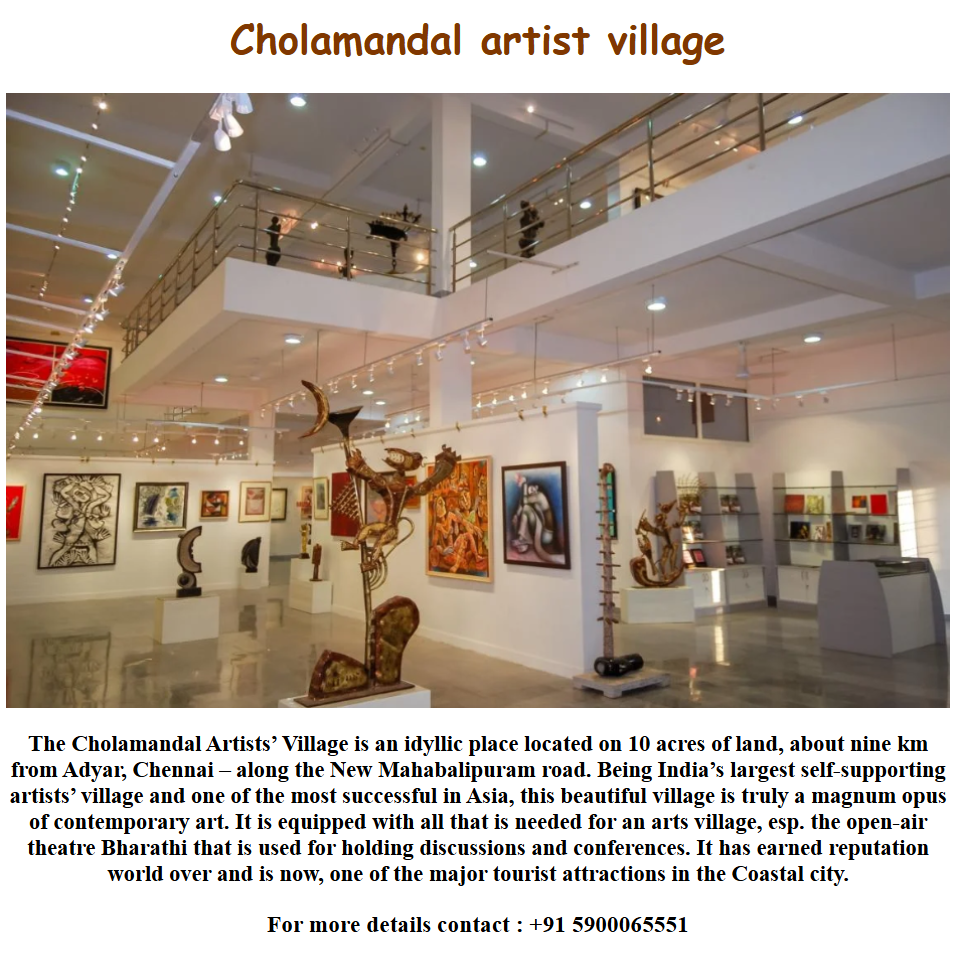 Cholamandal artist village
The Cholamandal Artists’ Village is an idyllic place located on 10 acres of land, about nine km
from Adyar, Chennai – along the New Mahabalipuram road. Being India’s largest self-supporting
artists’ village and one of the most successful in Asia, this beautiful village is truly a magnum opus
of contemporary art. It is equipped with all that is needed for an arts village, esp. the open-air
theatre Bharathi that is used for holding discussions and conferences. It has earned reputation
world over and is now, one of the major tourist attractions in the Coastal city.
For more details contact : +91 5900065551